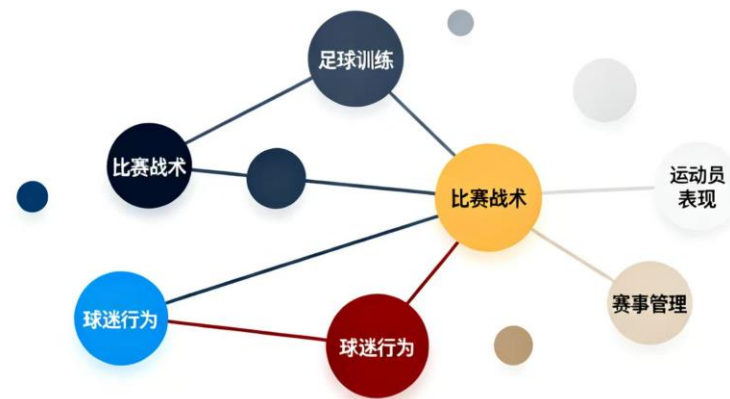 足球训练
比赛战术
比赛战术
运动员
表现
赛事管理
球迷行为
球迷行为